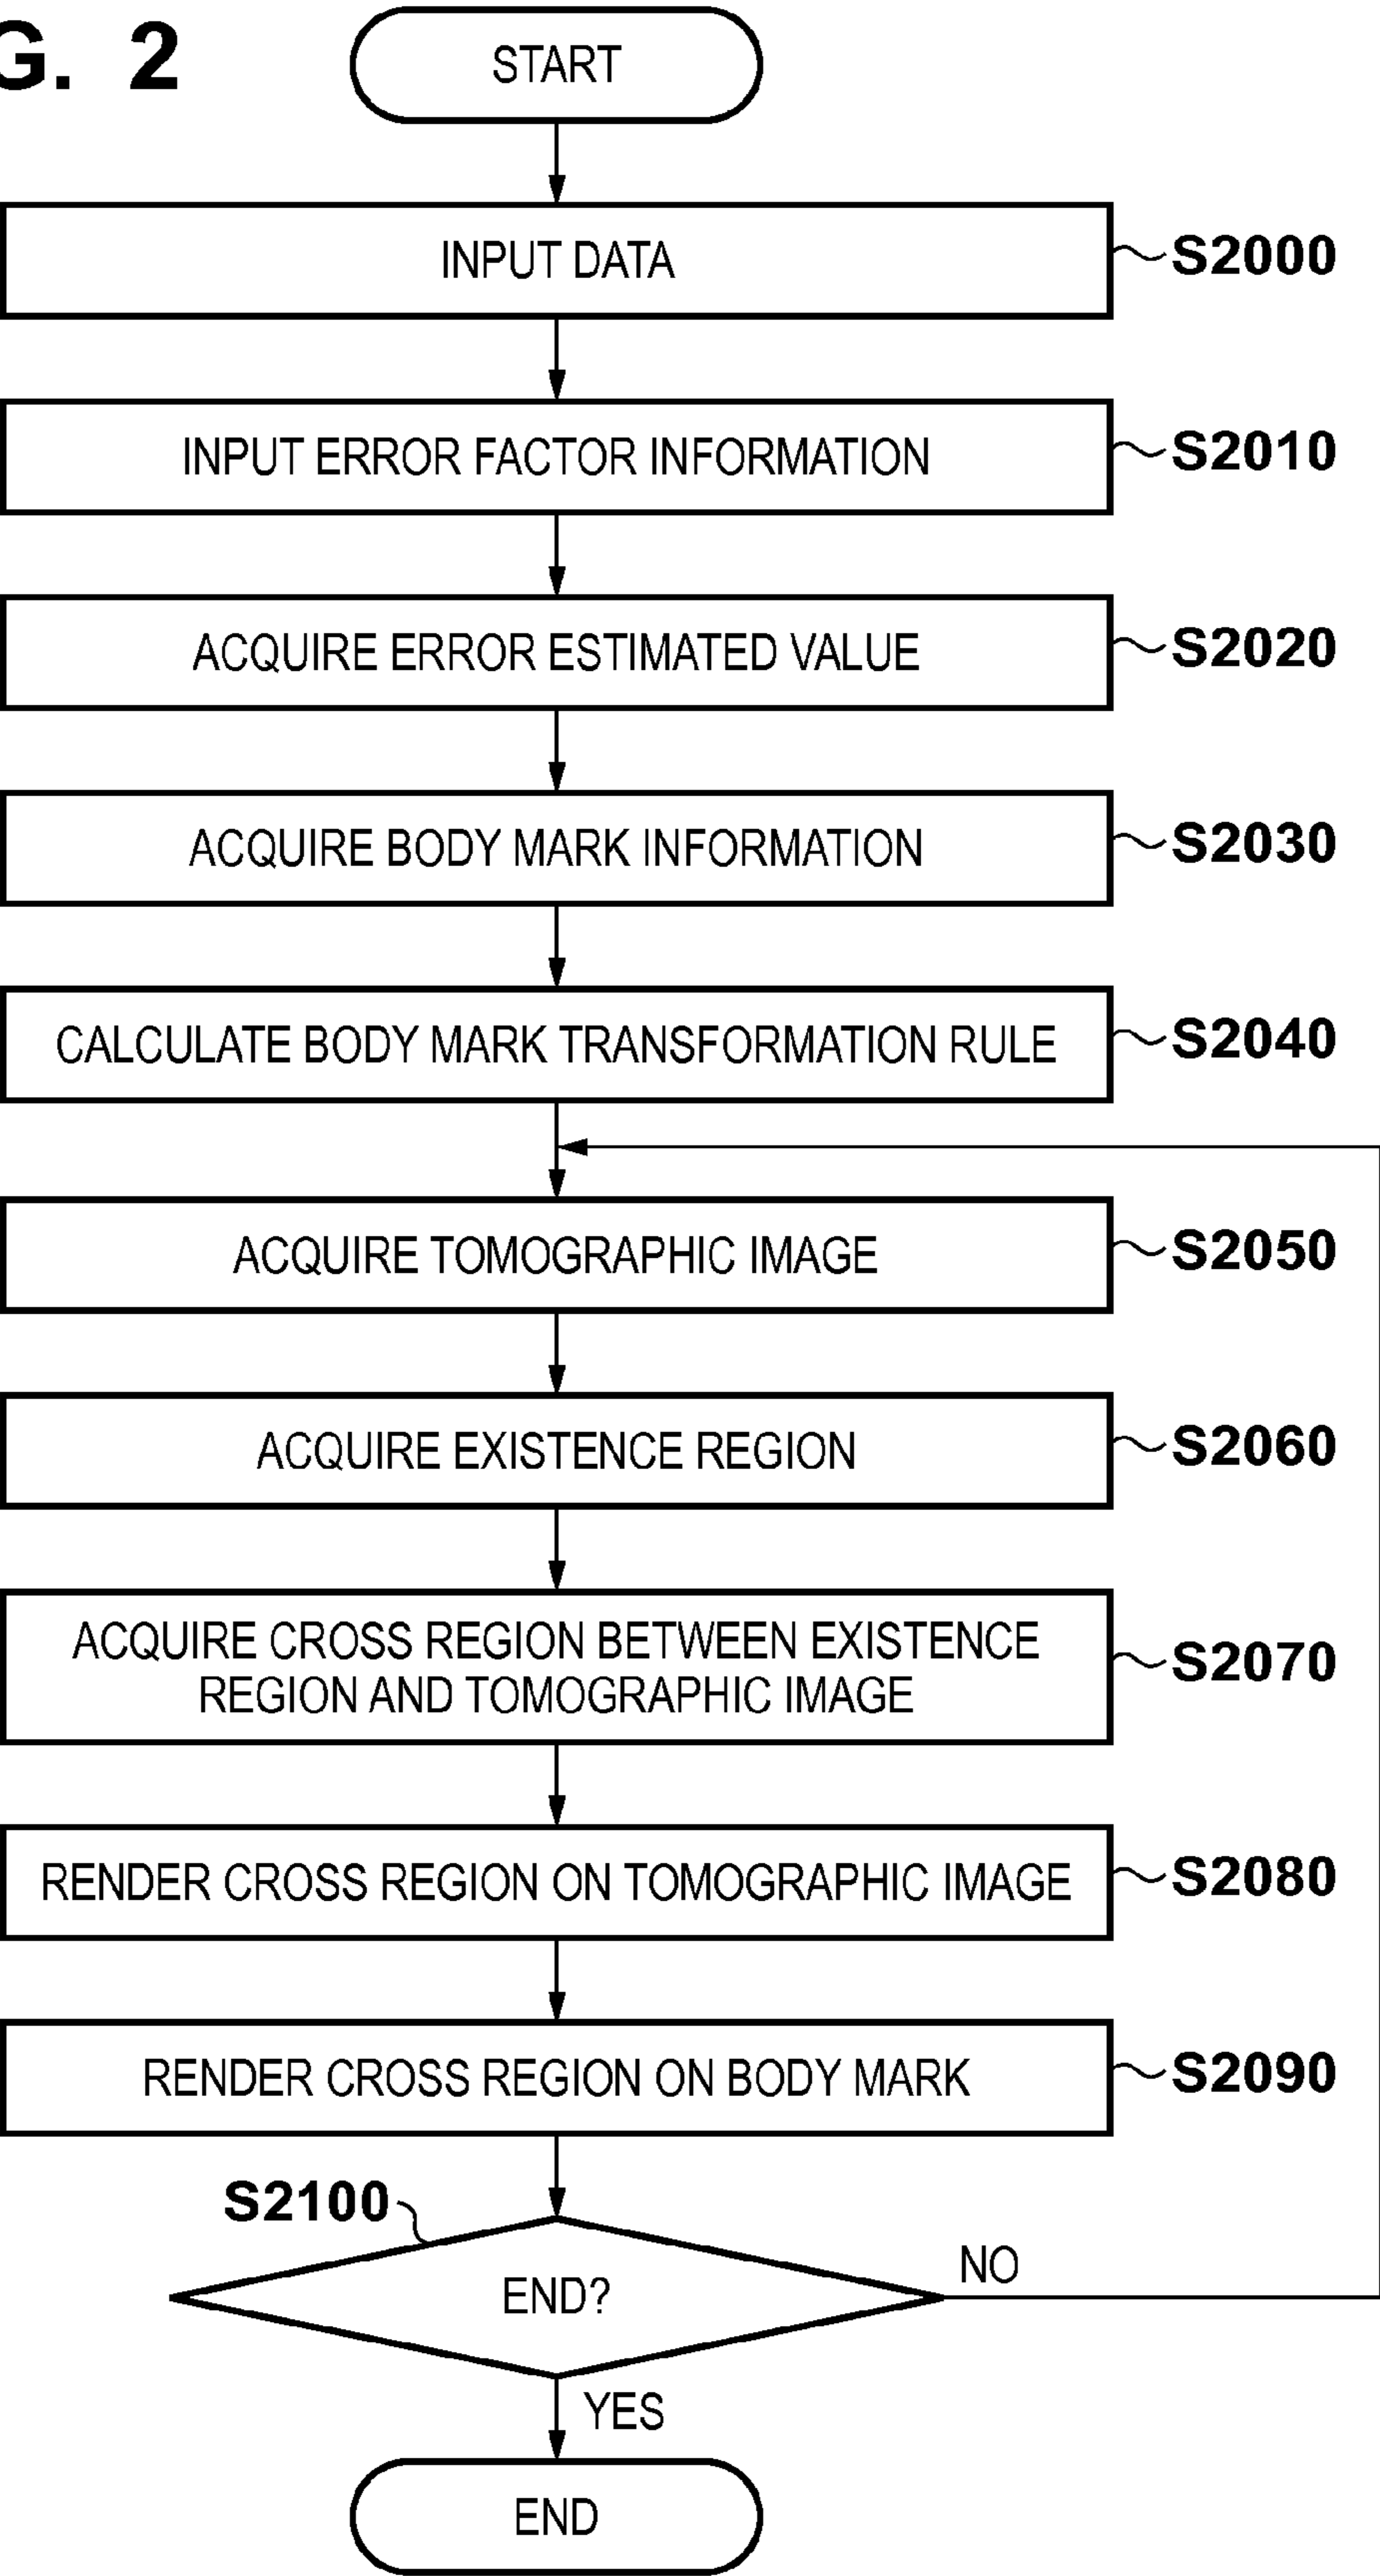 G. 2
START
INPUT DATA
S2000
INPUT ERROR FACTOR INFORMATION
S2010
ACQUIRE ERROR ESTIMATED VALUE
S2020
ACQUIRE BODY MARK INFORMATION
S2030
CALCULATE BODY MARK TRANSFORMATION RULE
S2040
ACQUIRE TOMOGRAPHIC IMAGE
S2050
ACQUIRE EXISTENCE REGION
S2060
ACQUIRE CROSS REGION BETWEEN EXISTENCE
REGION AND TOMOGRAPHIC IMAGE
S2070
RENDER CROSS REGION ON TOMOGRAPHIC IMAGE
S2080
RENDER CROSS REGION ON BODY MARK
S2090
S2100
END?
NO
YES
END